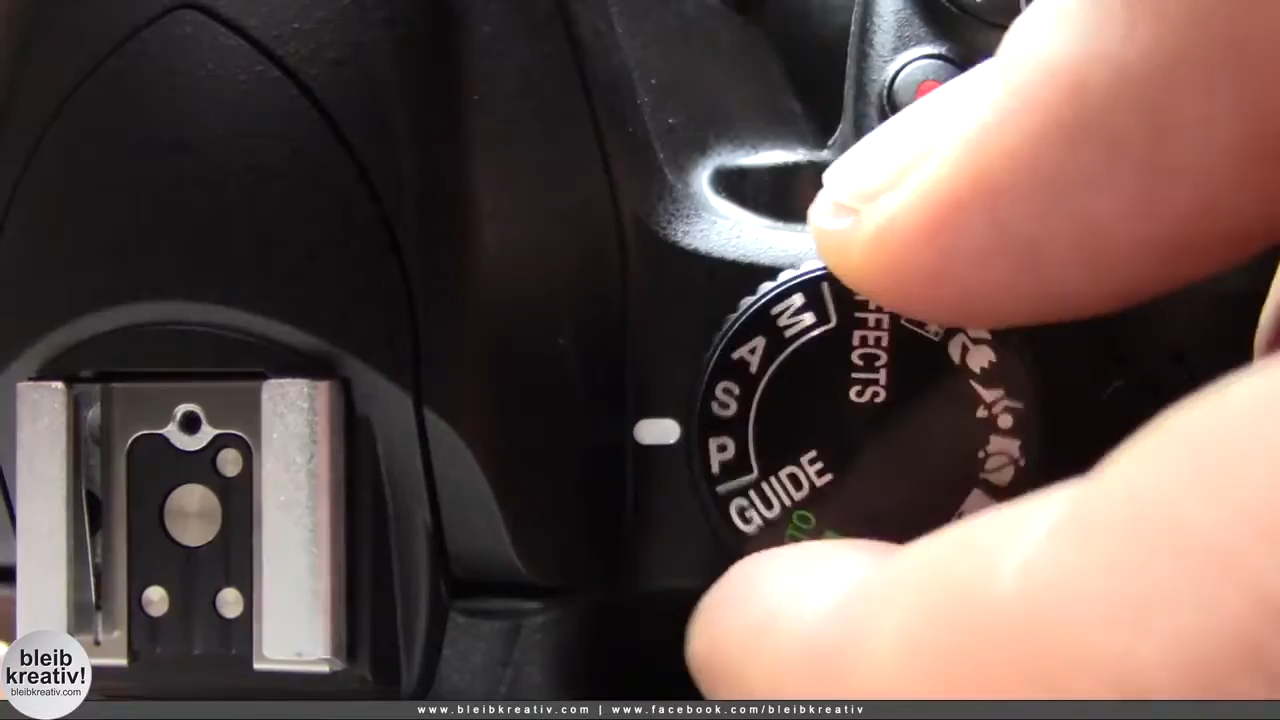 M
A
S
P
GUIDE
EFFECTS
bleib
kreativ!
bleibkreativ.com
www.bleibkreativ.com | www.facebook.com/bleibkreativ